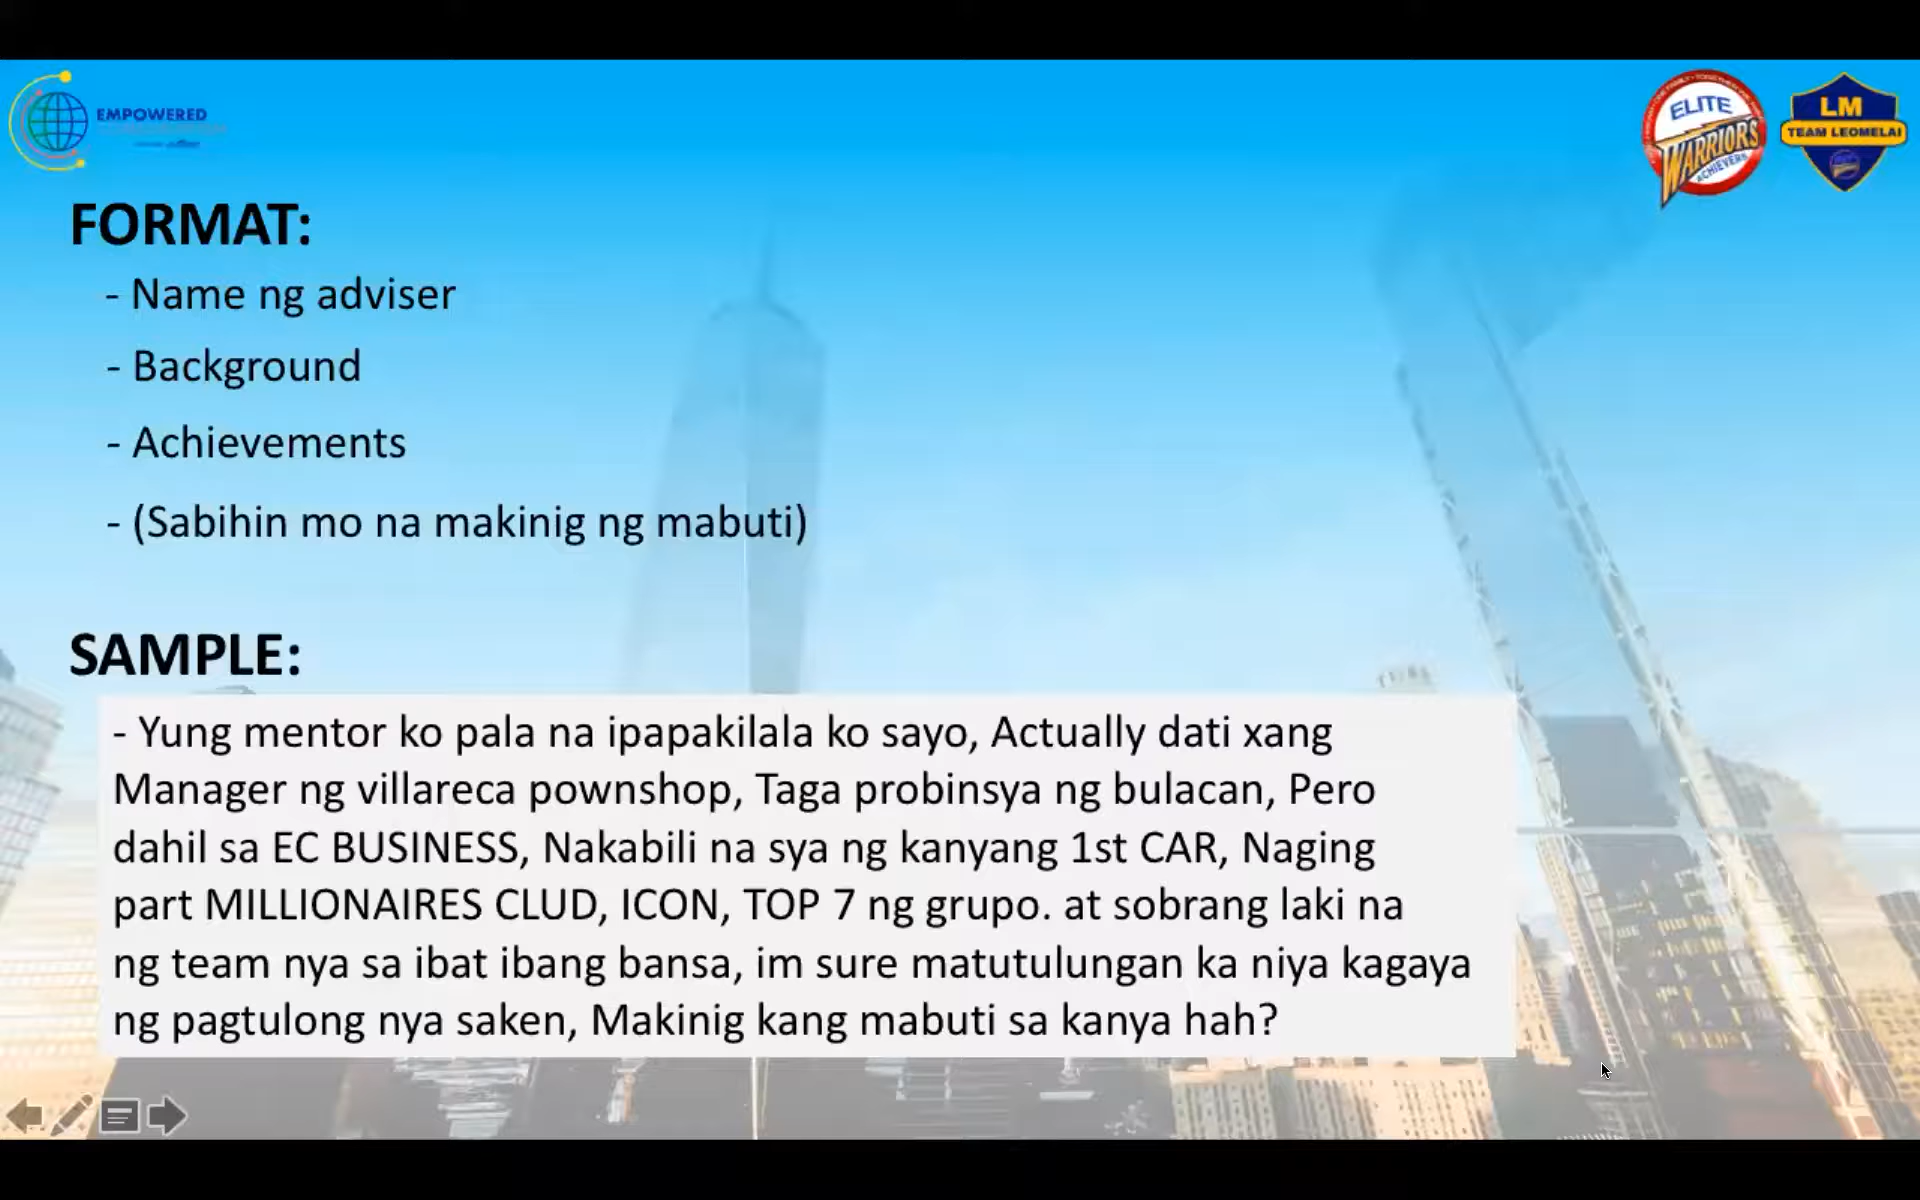 EMPOWERED
ELITE
WARRIORS
ACHIEVERS
LM
TEAM LEOMELAI
FORMAT:
- Name ng adviser
- Background
- Achievements
- (Sabihin mo na makinig ng mabuti)
SAMPLE:
- Yung mentor ko pala na ipapakilala ko sayo, Actually dati xang
Manager ng villareca pownshop, Taga probinsya ng bulacan, Pero
dahil sa EC BUSINESS, Nakabili na sya ng kanyang 1st CAR, Naging
part MILLIONAIRES CLUD, ICON, TOP 7 ng grupo. at sobrang laki na
ng team nya sa ibat ibang bansa, im sure matutulungan ka niya kagaya
ng pagtulong nya saken, Makinig kang mabuti sa kanya hah?